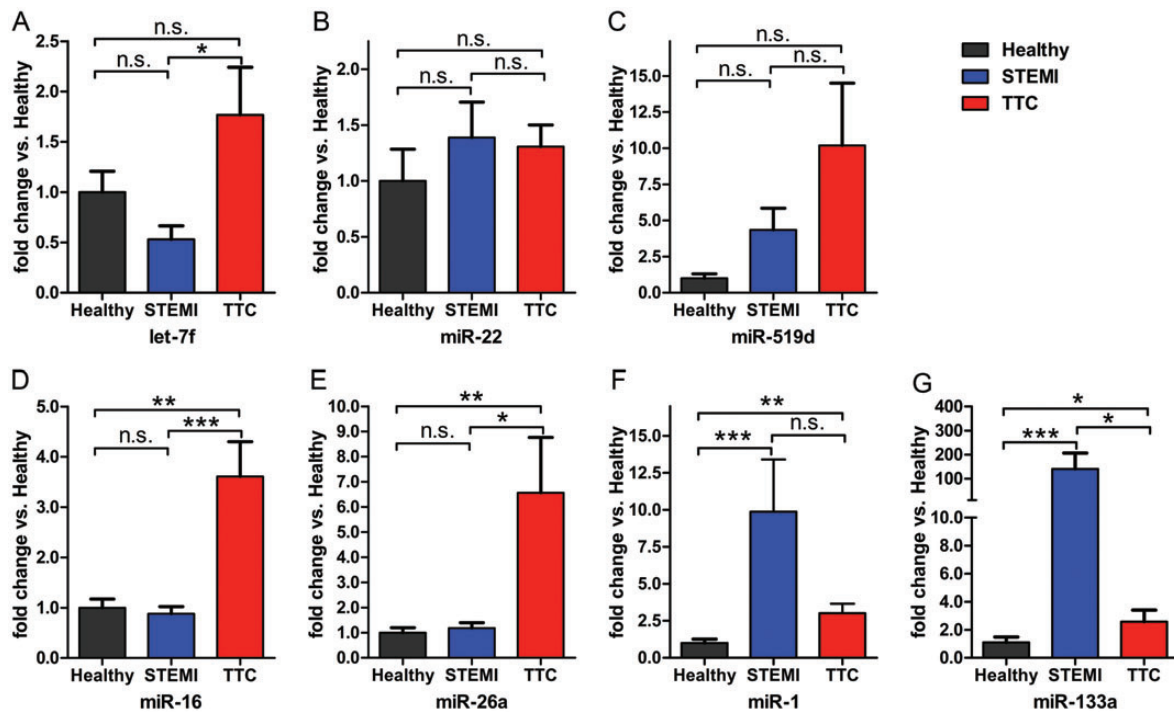 A
fold change vs. Healthy
2.5
2.0
1.5
1.0
0.5
0.0
n.s.
n.s.
*
Healthy STEMI TTC
let-7f
B
fold change vs. Healthy
2.0
1.5
1.0
0.5
0.0
n.s.
n.s.
n.s.
Healthy STEMI TTC
miR-22
C
fold change vs. Healthy
15.0
12.5
10.0
7.5
5.0
2.5
0.0
n.s.
n.s.
n.s.
Healthy STEMI TTC
miR-519d
Healthy
STEMI
TTC
D
fold change vs. Healthy
5.0
4.0
3.0
2.0
1.0
0.0
**
n.s.
***
Healthy STEMI TTC
miR-16
E
fold change vs. Healthy
10.0
9.0
8.0
7.0
6.0
5.0
4.0
3.0
2.0
1.0
0.0
**
n.s.
*
Healthy STEMI TTC
miR-26a
F
fold change vs. Healthy
15.0
12.5
10.0
7.5
5.0
2.5
0.0
**
***
n.s.
Healthy STEMI TTC
miR-1
G
fold change vs. Healthy
400
300
200
100
10.0
8.0
6.0
4.0
2.0
0.0
*
***
*
Healthy STEMI TTC
miR-133a